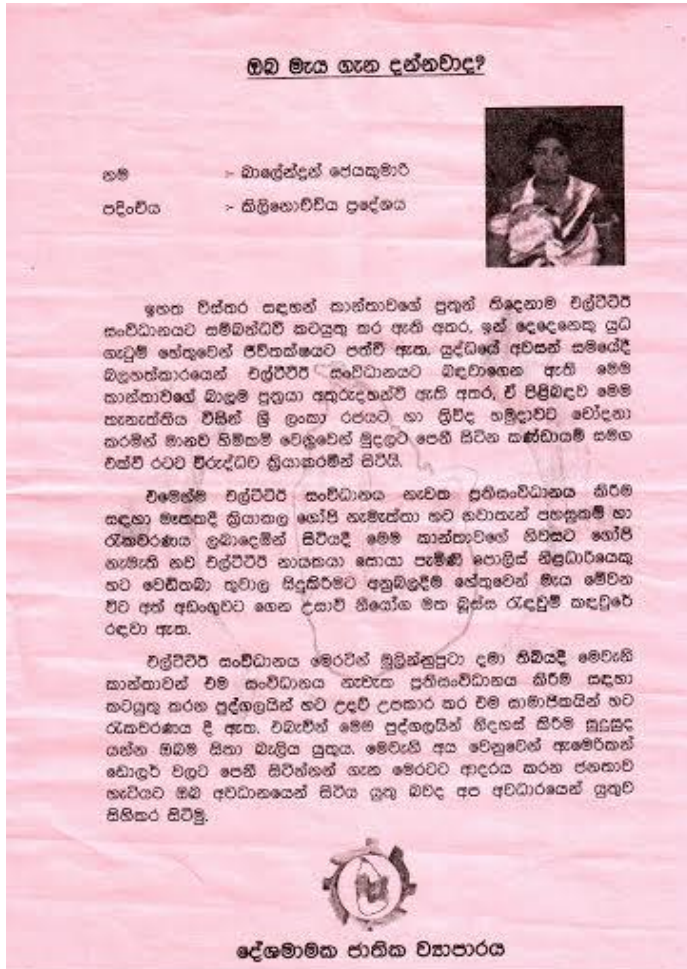 ඔබ මැය ගැන දන්නවාද?
නම :- බාලේන්ද්‍රන් ජෙයකුමාරි
පදිංචිය :- කිලිනොච්චිය ප්‍රදේශය
ඉහත විස්තර සඳහන් කාන්තාවගේ පුතුන් තිදෙනාම එල්ටීටීඊ
සංවිධානයට සම්බන්ධවී කටයුතු කර ඇති අතර, ඉන් දෙදෙනෙකු යුධ
ගැටුම් හේතුවෙන් ජීවිතක්ෂයට පත්වී ඇත. යුද්ධයේ අවසන් සමයේදී
බලහත්කාරයෙන් එල්ටීටීඊ සංවිධානයට බඳවාගෙන ඇති මෙම
කාන්තාවගේ බාලම පුත්‍රයා අතුරුදහන්වී ඇති අතර, ඒ පිළිබඳව මෙම
තැනැත්තිය විසින් ශ්‍රී ලංකා රජයට හා ත්‍රිවිද හමුදාවට චෝදනා
කරමින් මානව හිමිකම් වෙනුවෙන් මුදලට පෙනී සිටින කණ්ඩායම් සමග
එක්වී රටට විරුද්ධව ක්‍රියාකරමින් සිටියි.
එමෙන්ම එල්ටීටීඊ සංවිධානය නැවත ප්‍රතිසංවිධානය කිරීම
සඳහා මෑතකදී ක්‍රියාකල ගෝපි නැමැත්තා හට නවාතැන් පහසුකම් හා
රැකවරණය ලබාදෙමින් සිටියදී මෙම කාන්තාවගේ නිවසට ගෝපි
නැමැති නව එල්ටීටීඊ නායකයා සොයා පැමිණි පොලිස් නිළධාරියෙකු
හට වෙඩිතබා තුවාල සිදුකිරීමට අනුබලදීම හේතුවෙන් මැය මේවන
විට අත් අඩංගුවට ගෙන උසාවි නියෝග මත බූස්ස රැඳවුම් කඳවුරේ
රඳවා ඇත.
එල්ටීටීඊ සංවිධානය මෙරටින් මුලින්නුපුටා දමා තිබියදී මෙවැනි
කාන්තාවන් එම සංවිධානය නැවැත ප්‍රතිසංවිධානය කිරීම සඳහා
කටයුතු කරන පුද්ගලයින් හට උදව් උපකාර කර එම සාමාජිකයින් හට
රැකවරණය දී ඇත. එබැවින් මෙම පුද්ගලයින් නිදහස් කිරීම සුදුසුද
යන්න ඔබම සිතා බැලිය යුතුය. මෙවැනි අය වෙනුවෙන් ඇමෙරිකන්
ඩොලර් වලට පෙනී සිටින්නන් ගැන මෙරටට ආදරය කරන ජනතාව
හැටියට ඔබ අවධානයෙන් සිටිය යුතු බවද අප අවධාරයෙන් යුතුව
සිහිකර සිටිමු.
දේශමාමක ජාතික ව්‍යාපාරය